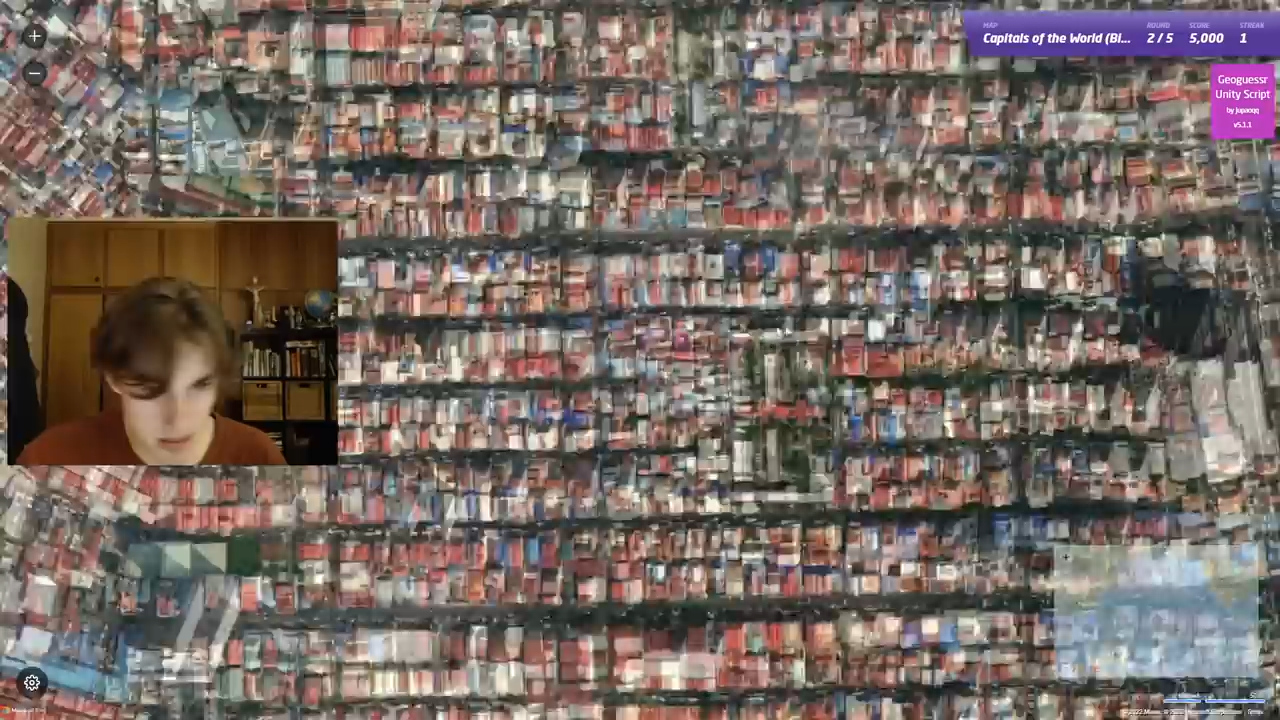 MAP
Capitals of the World (Bi...
ROUND
2 / 5
SCORE
5,000
STREAK
1
Geoguessr
Unity Script
by Jupaoqq
v5.1.1